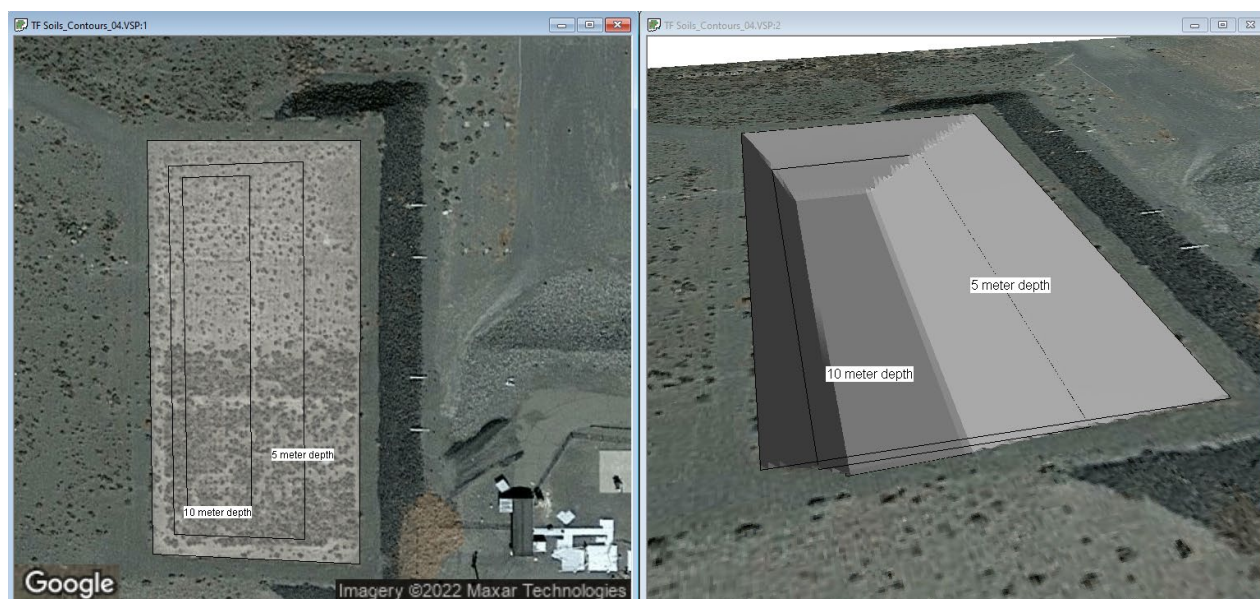 TF Soils_Contours_04.VSP:1
5 meter depth
10 meter depth
Google
Imagery ©2022 Maxar Technologies
TF Soils_Contours_04.VSP:2
5 meter depth
10 meter depth